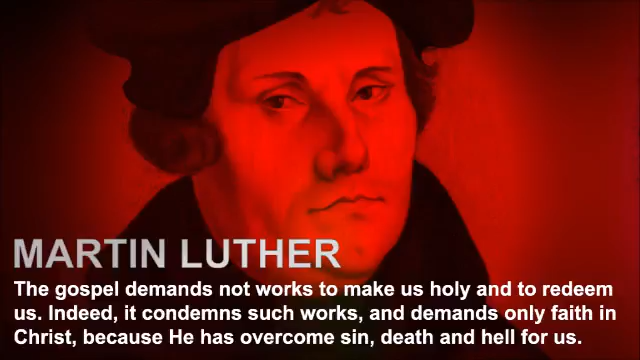 MARTIN LUTHER
The gospel demands not works to make us holy and to redeem
us. Indeed, it condemns such works, and demands only faith in
Christ, because He has overcome sin, death and hell for us.